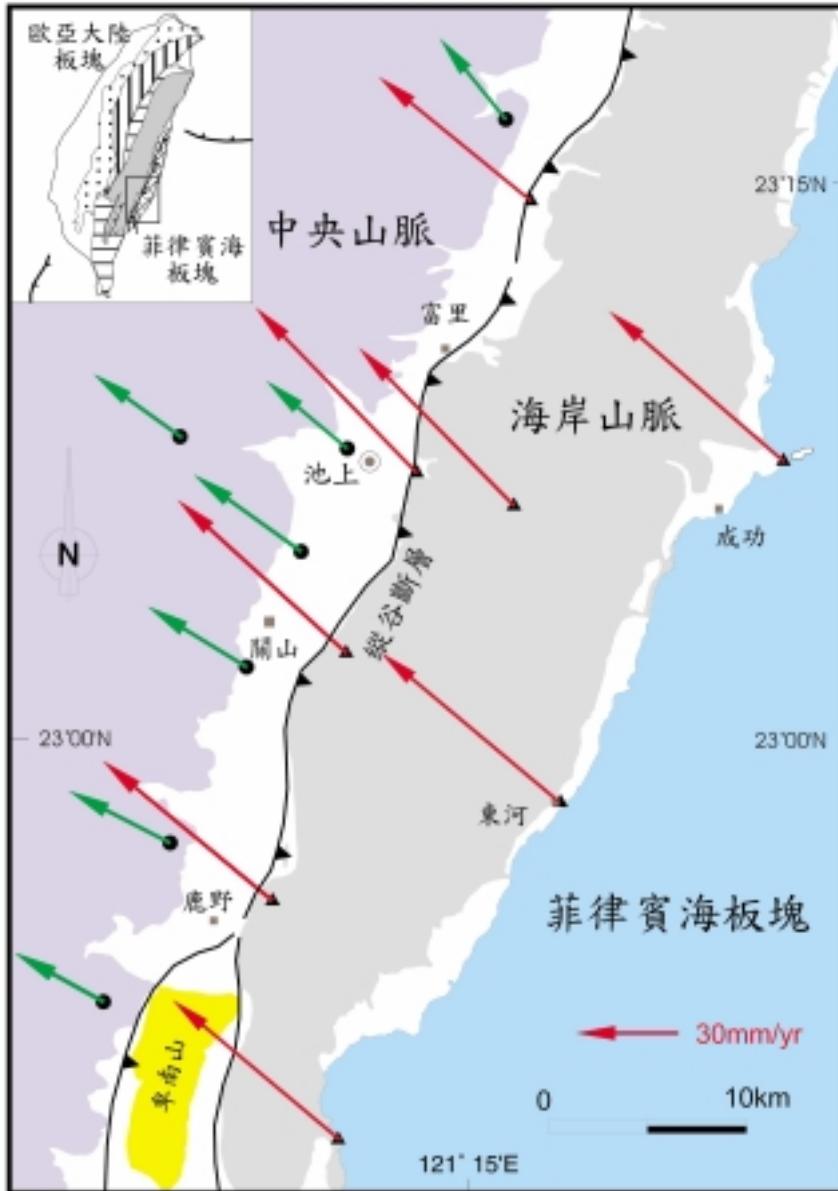 歐亞大陸
板塊
菲律賓海
板塊
中央山脈
23°15'N
富里
海岸山脈
池上
成功
N
縱谷斷層
關山
23°00'N
23°00'N
東河
鹿野
菲律賓海板塊
卑南山
30mm/yr
0
10km
121° 15'E